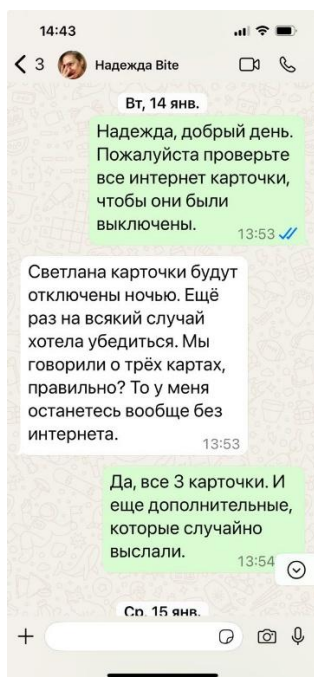 14:43
3
Надежда Bite
Вт, 14 янв.
Надежда, добрый день.
Пожалуйста проверьте
все интернет карточки,
чтобы они были
выключены.
13:53
Светлана карточки будут
отключены ночью. Ещё
раз на всякий случай
хотела убедиться. Мы
говорили о трёх картах,
правильно? То у меня
останетесь вообще без
интернета.
13:53
Да, все 3 карточки. И
еще дополнительные,
которые случайно
выслали.
13:54
Ср, 15 янв.